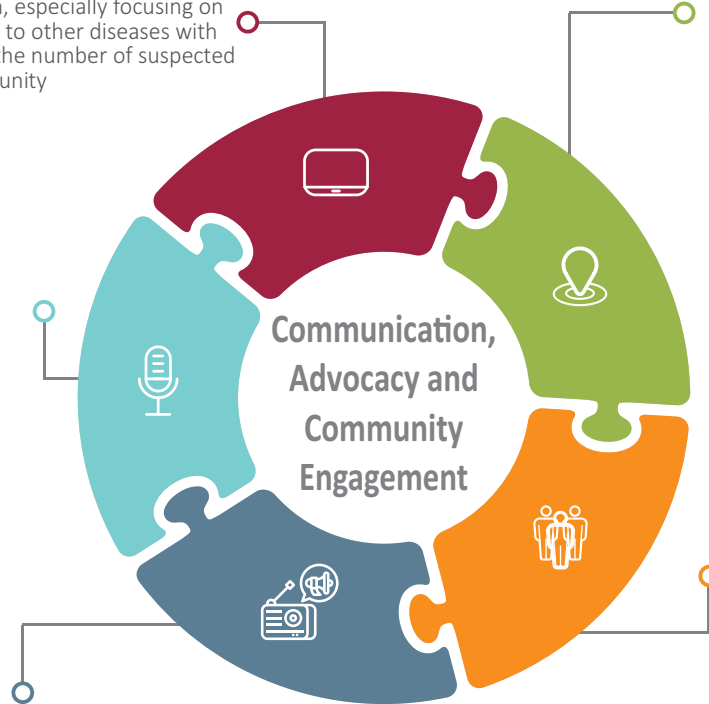 , especially focusing on
to other diseases with
the number of suspected
unity
Communication,
Advocacy and
Community
Engagement